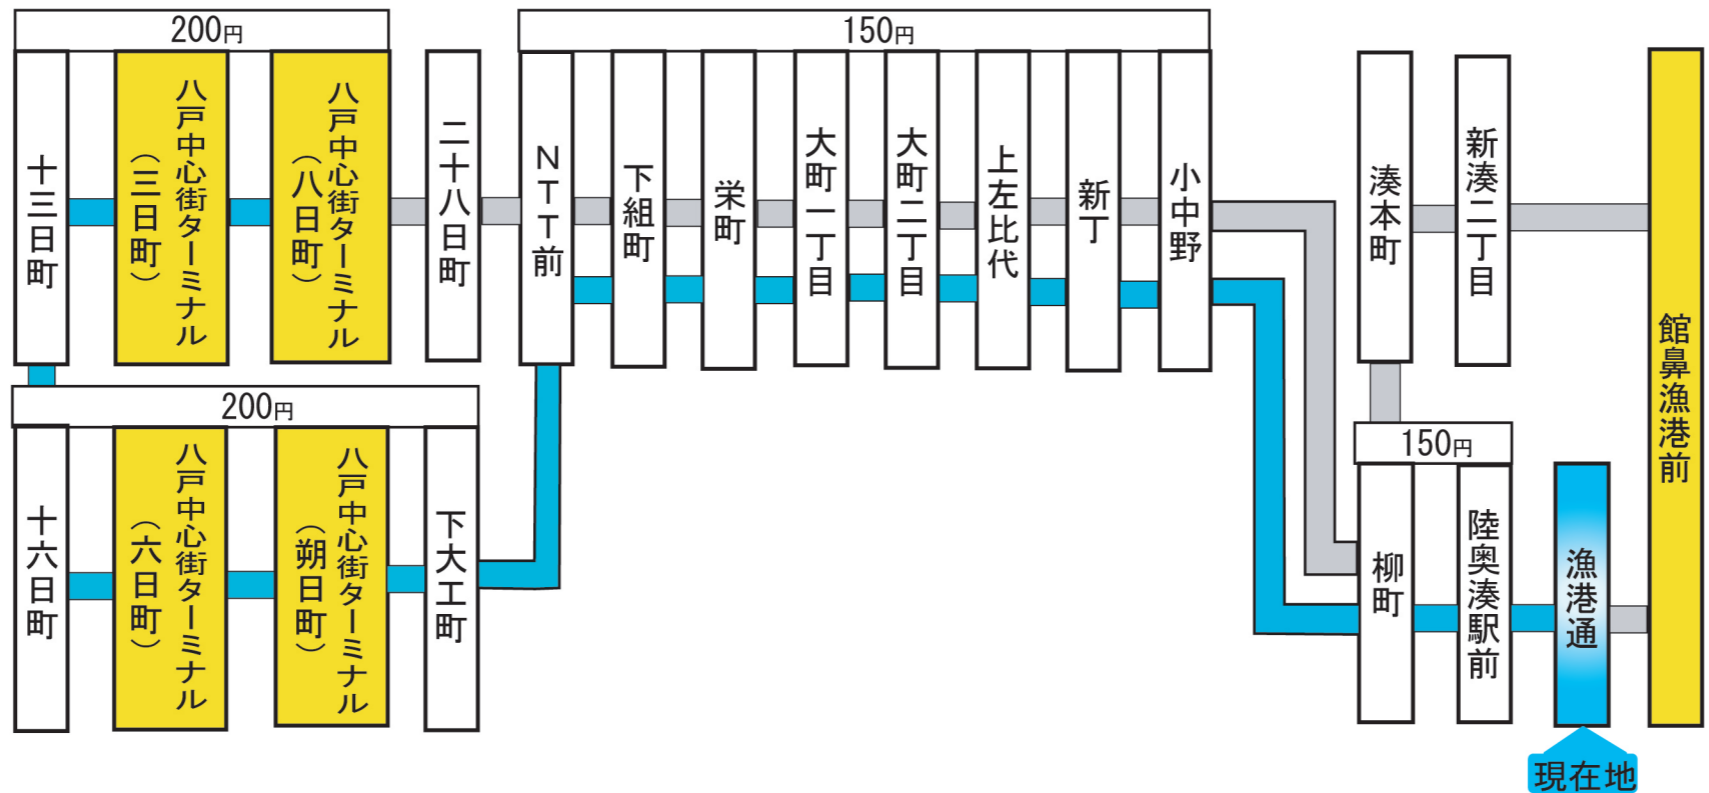 200円
150円
十三日町
八戸中心街ターミナル
(三日町)
八戸中心街ターミナル
(八日町)
二十八日町
NTT前
下組町
栄町
大町一丁目
大町二丁目
上左比代
新丁
小中野
湊本町
新湊二丁目
館鼻漁港前
200円
十六日町
八戸中心街ターミナル
(六日町)
八戸中心街ターミナル
(朔日町)
下大工町
150円
柳町
陸奥湊駅前
漁港通
現在地